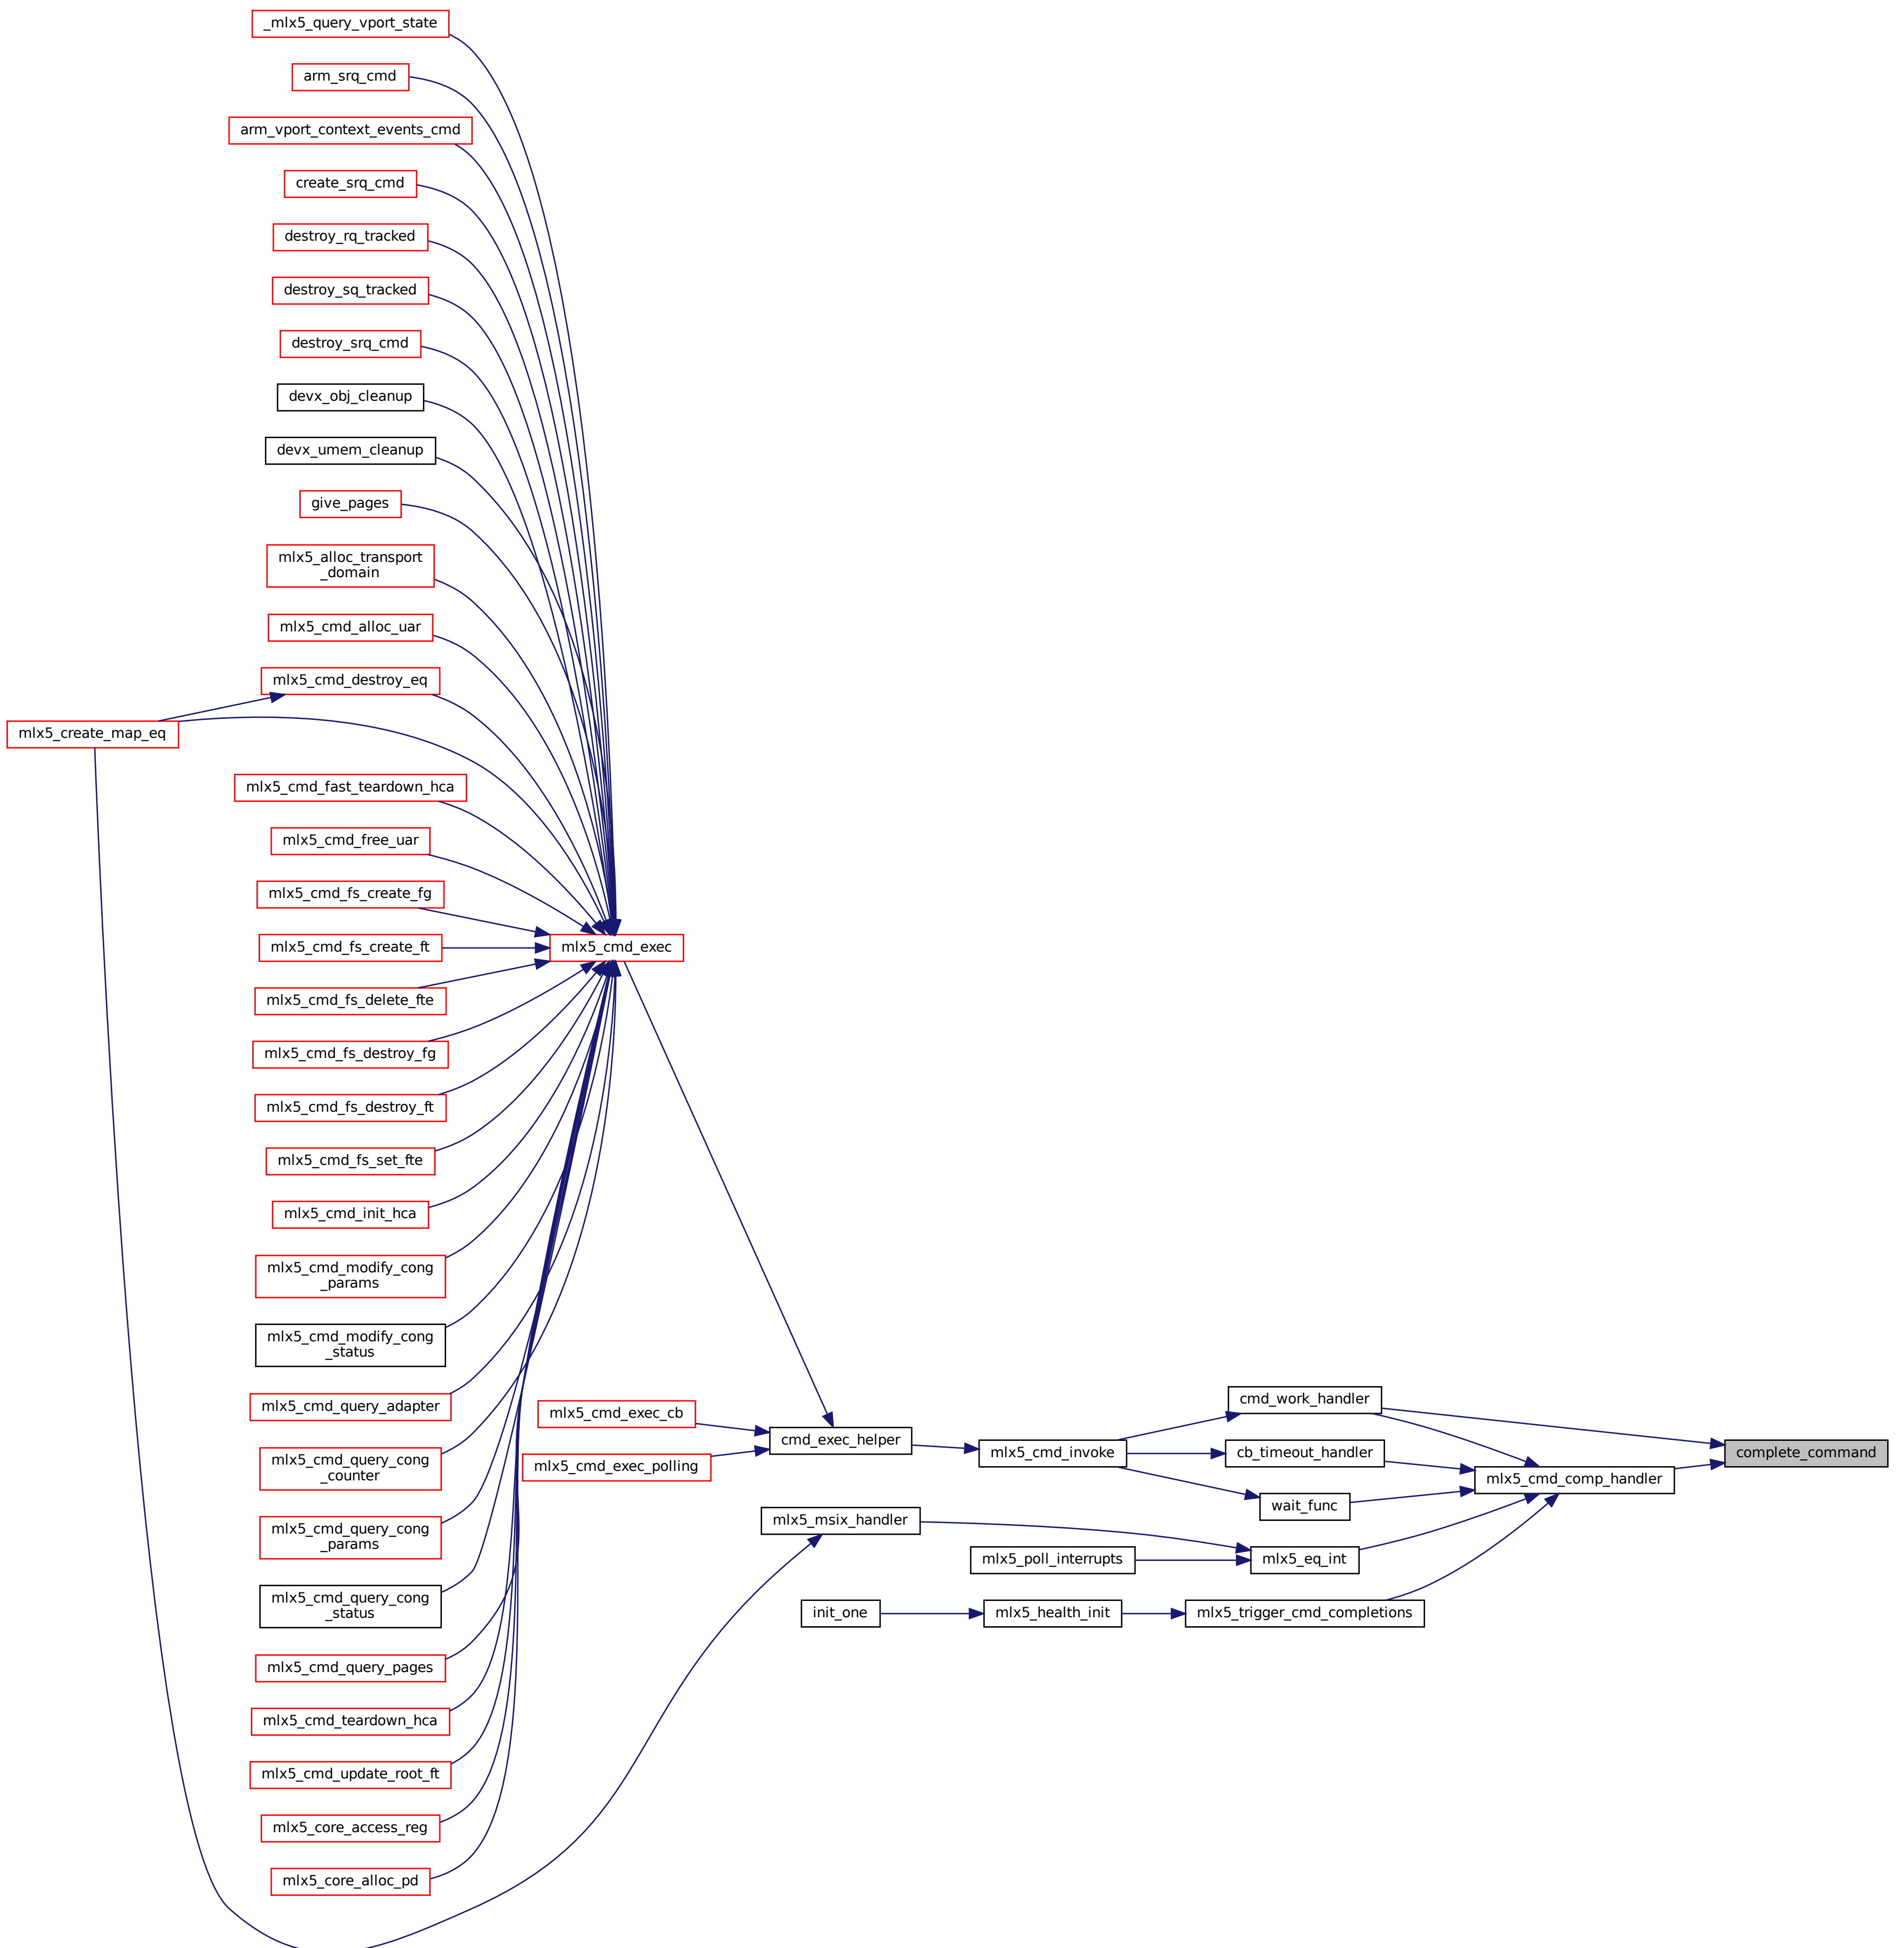 _mlx5_query_vport_state
arm_srq_cmd
arm_vport_context_events_cmd
create_srq_cmd
destroy_rq_tracked
destroy_sq_tracked
destroy_srq_cmd
devx_obj_cleanup
devx_umem_cleanup
give_pages
mlx5_alloc_transport
_domain
mlx5_cmd_alloc_uar
mlx5_cmd_destroy_eq
mlx5_create_map_eq
mlx5_cmd_fast_teardown_hca
mlx5_cmd_free_uar
mlx5_cmd_fs_create_fg
mlx5_cmd_fs_create_ft
mlx5_cmd_exec
mlx5_cmd_fs_delete_fte
mlx5_cmd_fs_destroy_fg
mlx5_cmd_fs_destroy_ft
mlx5_cmd_fs_set_fte
mlx5_cmd_init_hca
mlx5_cmd_modify_cong
_params
mlx5_cmd_modify_cong
_status
mlx5_cmd_query_adapter
mlx5_cmd_query_cong
_counter
mlx5_cmd_query_cong
_params
mlx5_cmd_query_cong
_status
mlx5_cmd_query_pages
mlx5_cmd_teardown_hca
mlx5_cmd_update_root_ft
mlx5_core_access_reg
mlx5_core_alloc_pd
mlx5_cmd_exec_cb
mlx5_cmd_exec_polling
cmd_exec_helper
mlx5_msix_handler
init_one
mlx5_cmd_invoke
mlx5_poll_interrupts
mlx5_health_init
cmd_work_handler
cb_timeout_handler
wait_func
mlx5_eq_int
mlx5_trigger_cmd_completions
mlx5_cmd_comp_handler
complete_command